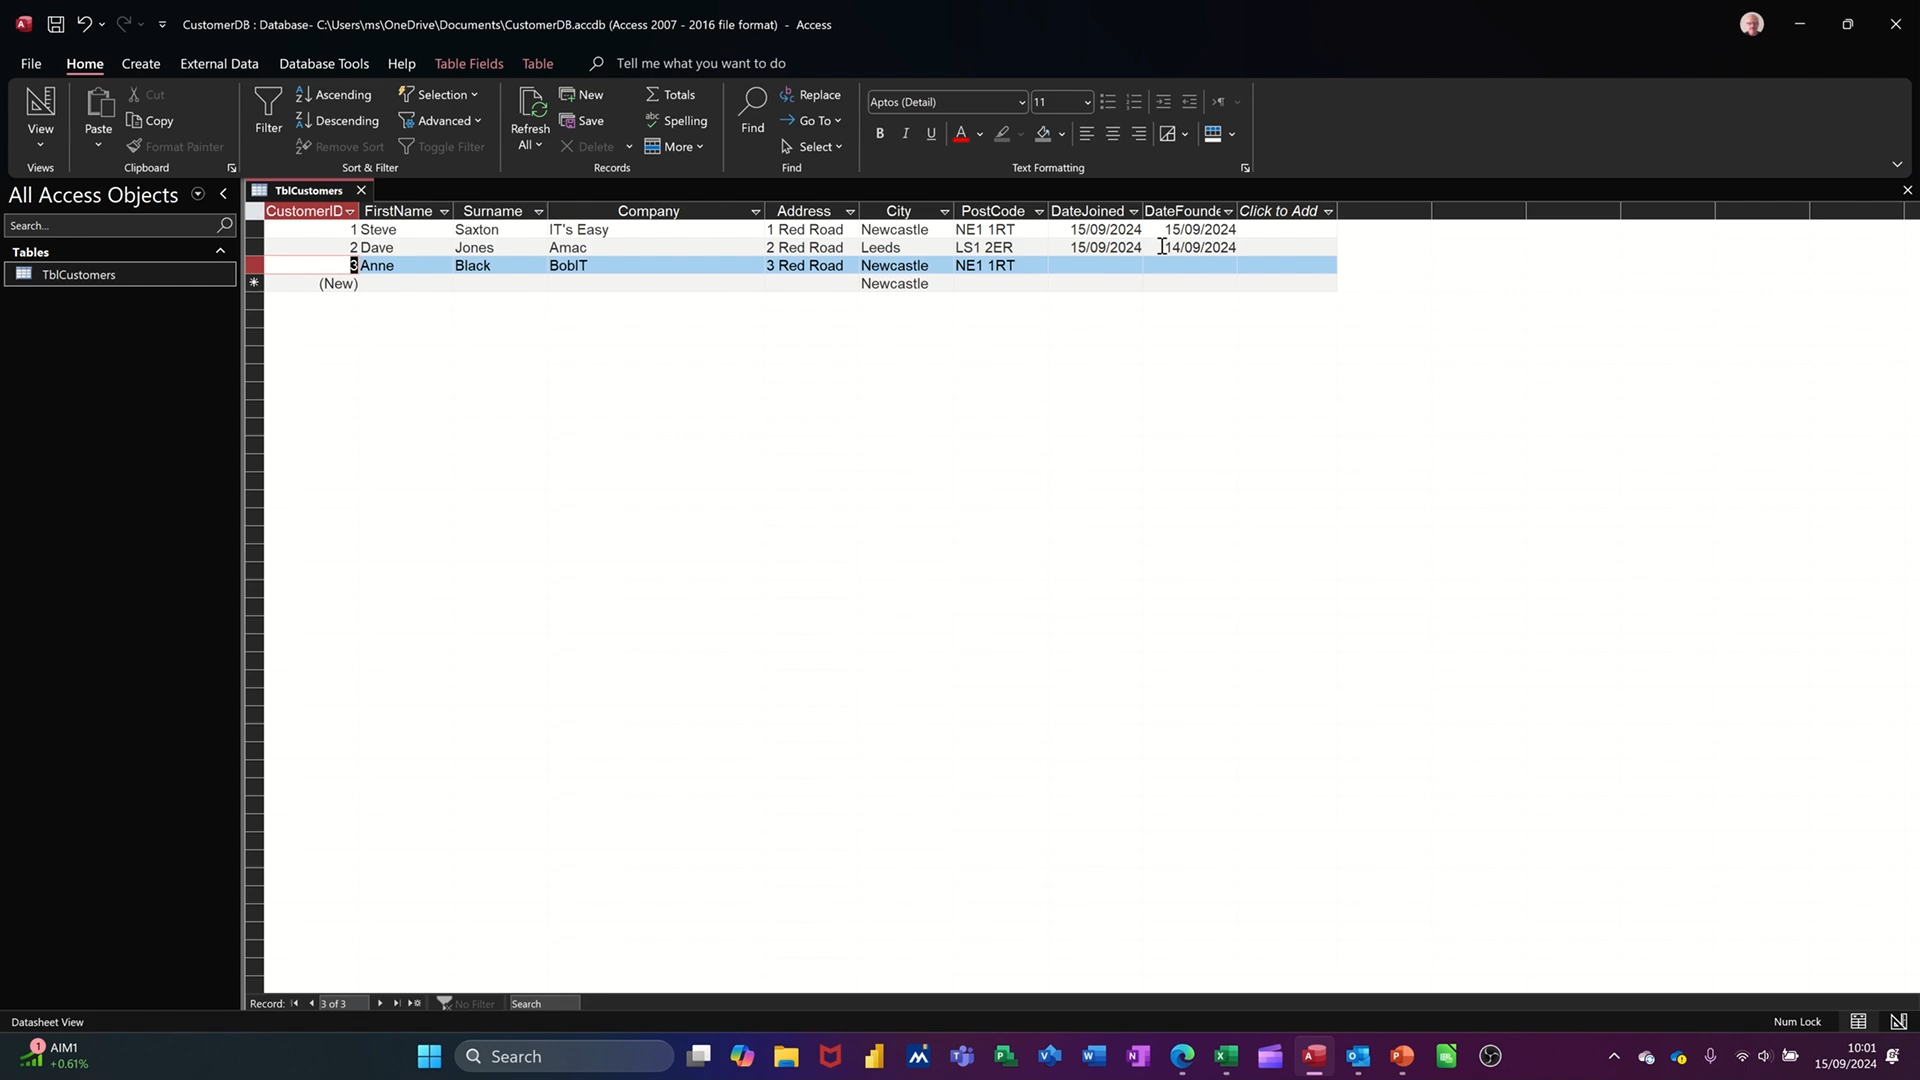 CustomerDB : Database- C:\Users\ms\OneDrive\Documents\CustomerDB.accdb (Access 2007 - 2016 file format) - Access
File Home Create External Data Database Tools Help Table Fields Table Tell me what you want to do
View
Views
Paste
Cut
Copy
Format Painter
Clipboard
Filter
Ascending
Descending
Remove Sort
Selection
Advanced
Toggle Filter
Sort & Filter
Refresh
All
New
Save
Delete
Totals
Spelling
More
Records
Find
Replace
Go To
Select
Find
Aptos (Detail) 11
B I U A
Text Formatting
All Access Objects
Search...
Tables
TblCustomers
TblCustomers
CustomerID FirstName Surname Company Address City PostCode DateJoined DateFounde Click to Add
1 Steve Saxton IT's Easy 1 Red Road Newcastle NE1 1RT 15/09/2024 15/09/2024
2 Dave Jones Amac 2 Red Road Leeds LS1 2ER 15/09/2024 14/09/2024
3 Anne Black BobIT 3 Red Road Newcastle NE1 1RT
(New) Newcastle
Record: 3 of 3 No Filter Search
Datasheet View Num Lock
1 AIM1
+0.61%
Search
10:01
15/09/2024